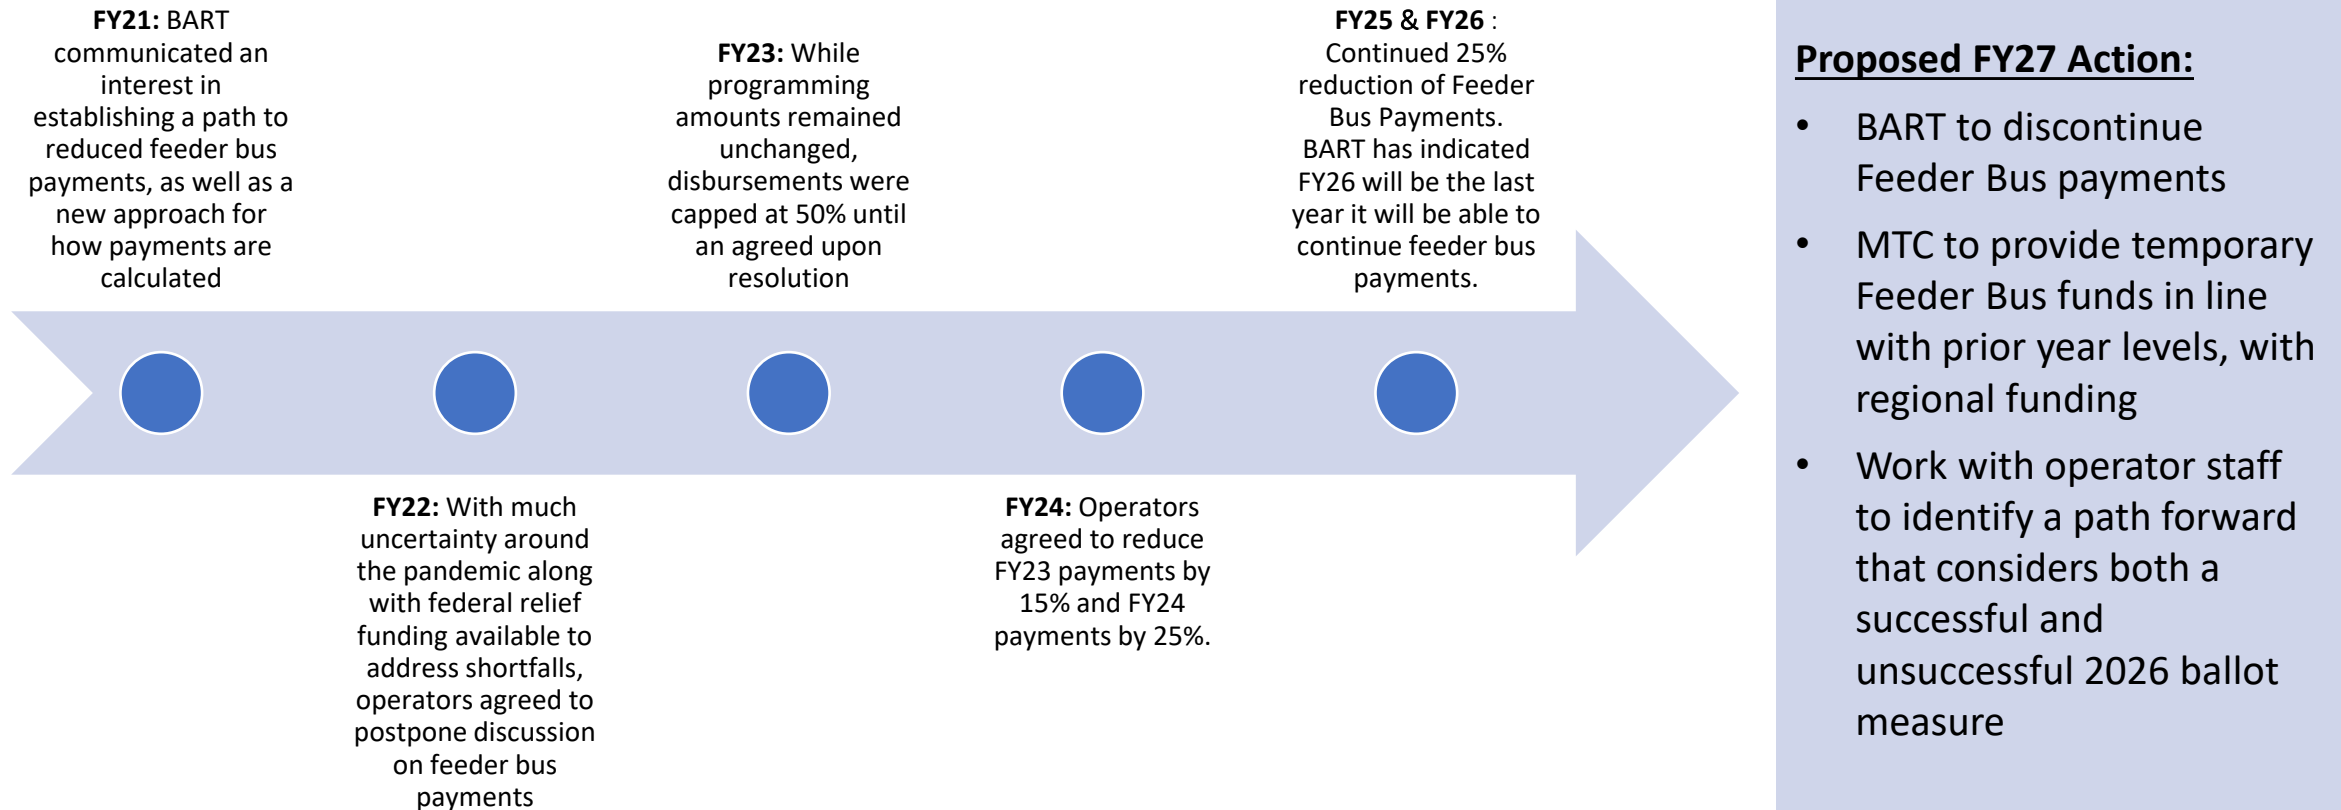 FY21: BART
communicated an
interest in
establishing a path to
reduced feeder bus
payments, as well as a
new approach for
how payments are
calculated
FY22: With much
uncertainty around
the pandemic along
with federal relief
funding available to
address shortfalls,
operators agreed to
postpone discussion
on feeder bus
payments
FY23: While
programming
amounts remained
unchanged,
disbursements were
capped at 50% until
an agreed upon
resolution
FY24: Operators
agreed to reduce
FY23 payments by
15% and FY24
payments by 25%.
FY25 & FY26 :
Continued 25%
reduction of Feeder
Bus Payments.
BART has indicated
FY26 will be the last
year it will be able to
continue feeder bus
payments.
Proposed FY27 Action:
• BART to discontinue
Feeder Bus payments
• MTC to provide temporary
Feeder Bus funds in line
with prior year levels, with
regional funding
• Work with operator staff
to identify a path forward
that considers both a
successful and
unsuccessful 2026 ballot
measure